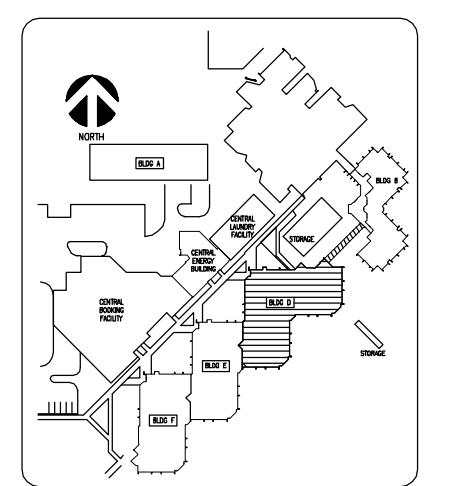 NORTH
BLDG A
BLDG B
CENTRAL
LAUNDRY
FACILITY
STORAGE
CENTRAL
ENERGY
BUILDING
BLDG D
CENTRAL
BOOKING
FACILITY
STORAGE
BLDG E
BLDG F